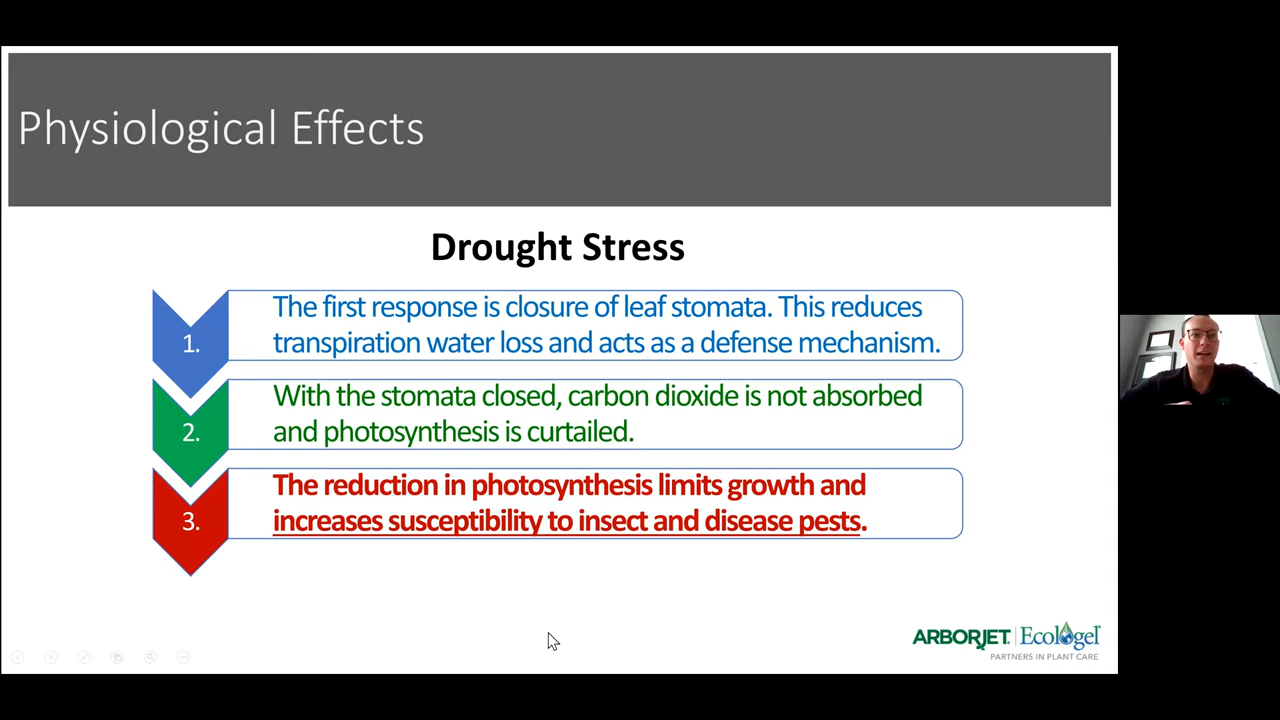 Physiological Effects
Drought Stress
1.
The first response is closure of leaf stomata. This reduces
transpiration water loss and acts as a defense mechanism.
2.
With the stomata closed, carbon dioxide is not absorbed
and photosynthesis is curtailed.
3.
The reduction in photosynthesis limits growth and
increases susceptibility to insect and disease pests.
ARBORJET | Ecologel
PARTNERS IN PLANT CARE